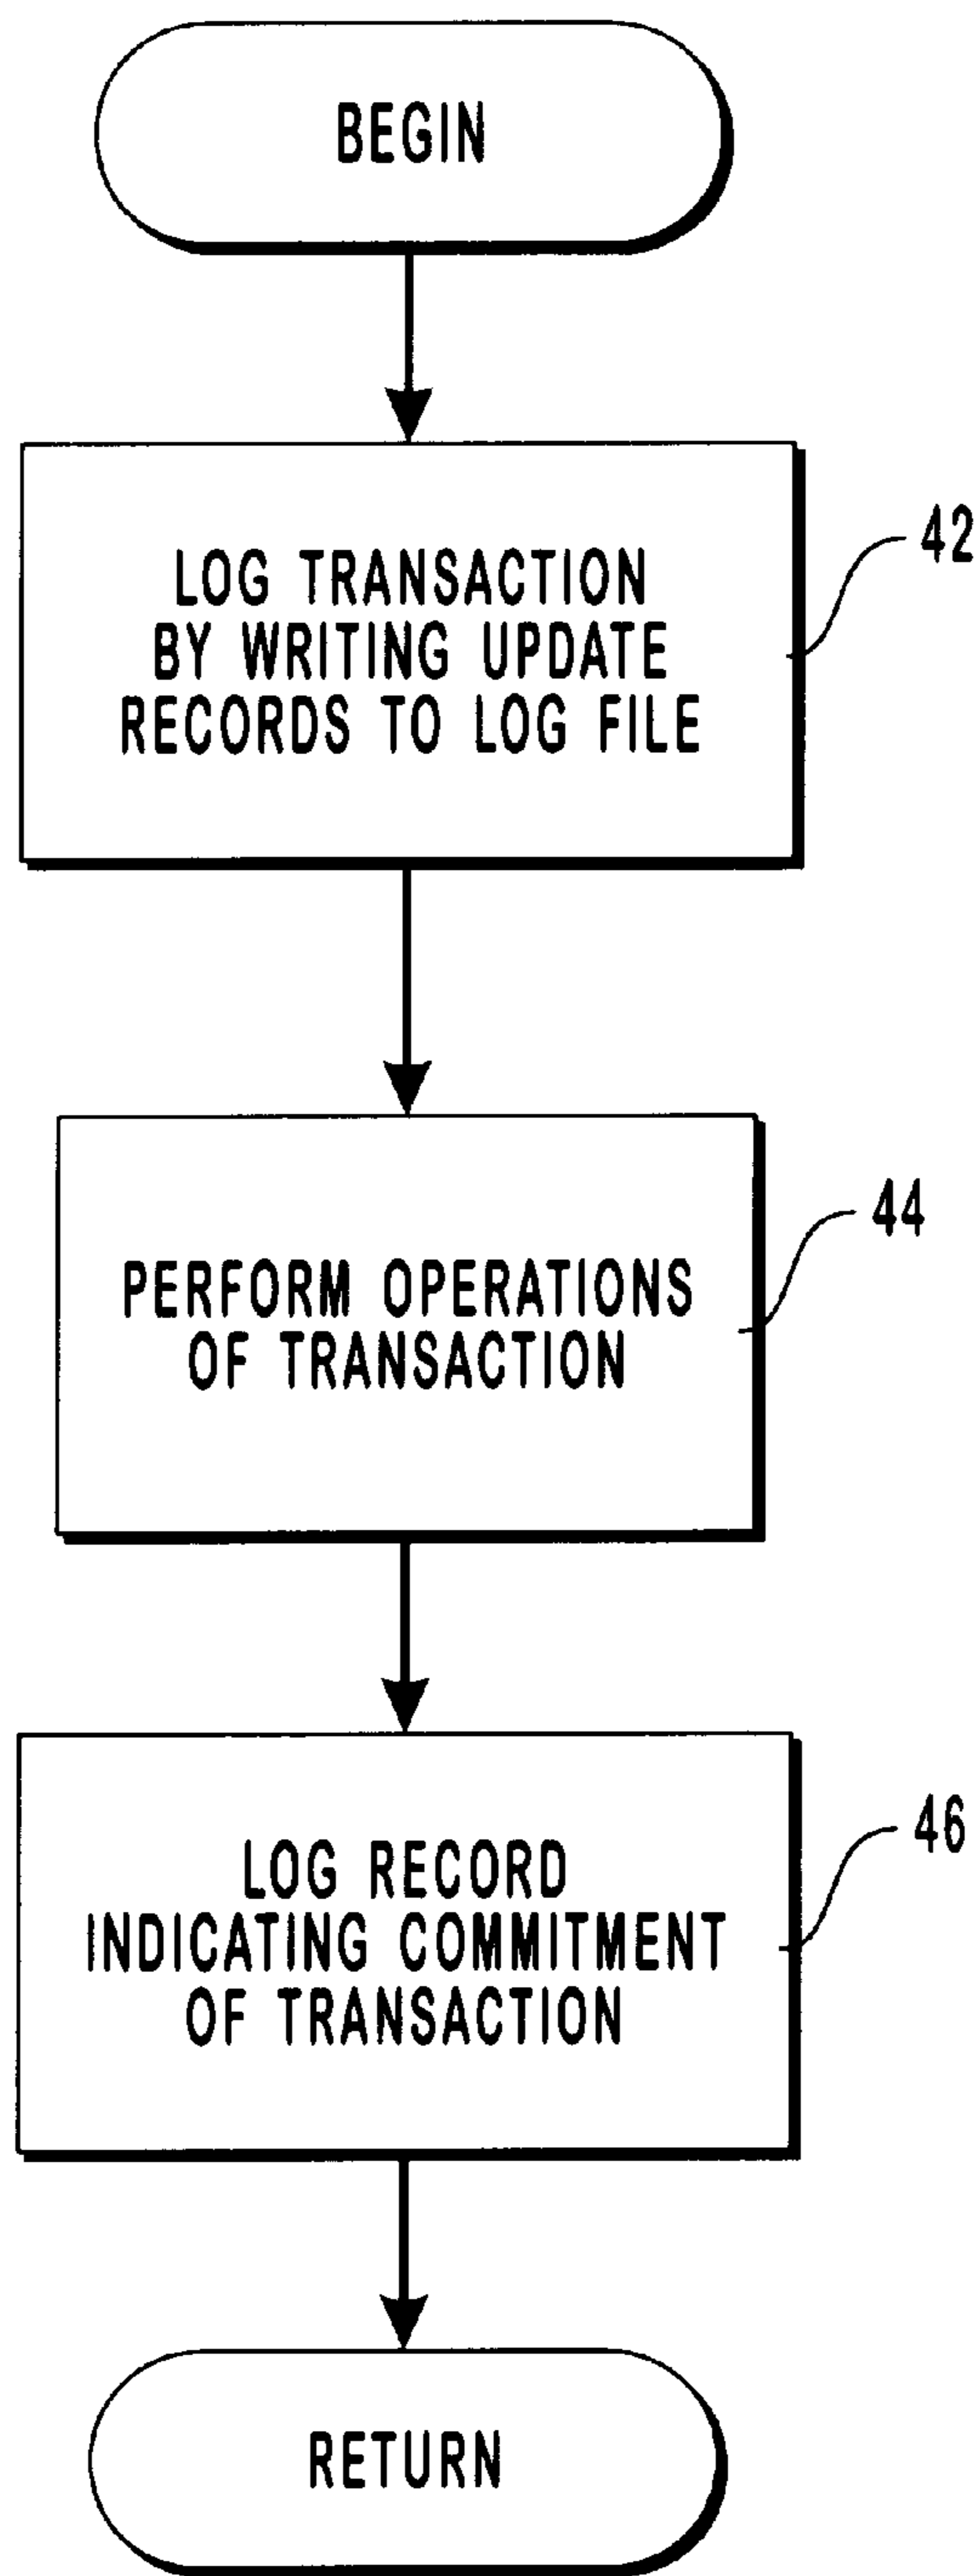 BEGIN
LOG TRANSACTION
BY WRITING UPDATE
RECORDS TO LOG FILE
42
PERFORM OPERATIONS
OF TRANSACTION
44
LOG RECORD
INDICATING COMMITMENT
OF TRANSACTION
46
RETURN